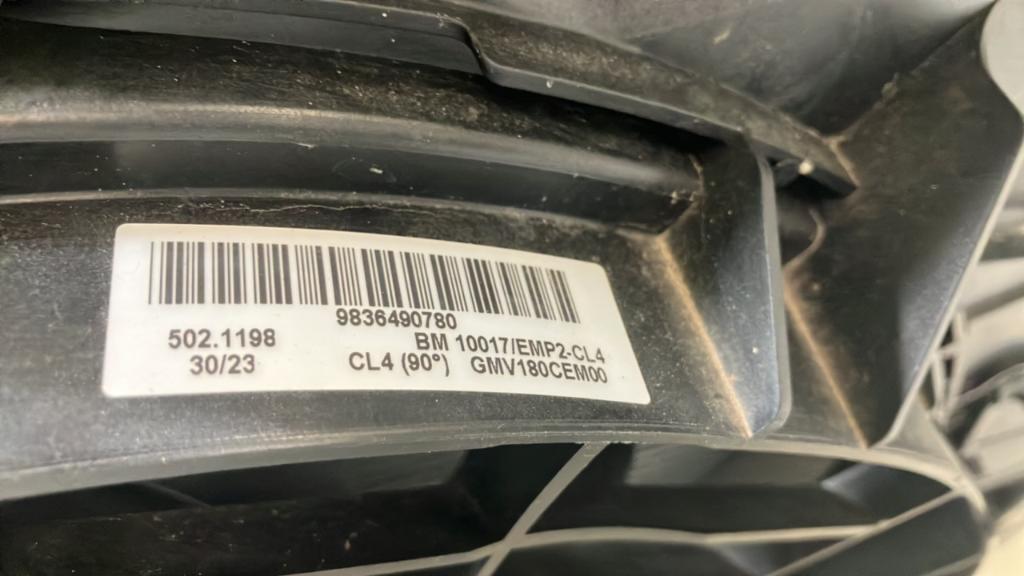 9836490780
502.1198 BM 10017/EMP2-CL4
30/23 CL4 (90°) GMV180CEM00